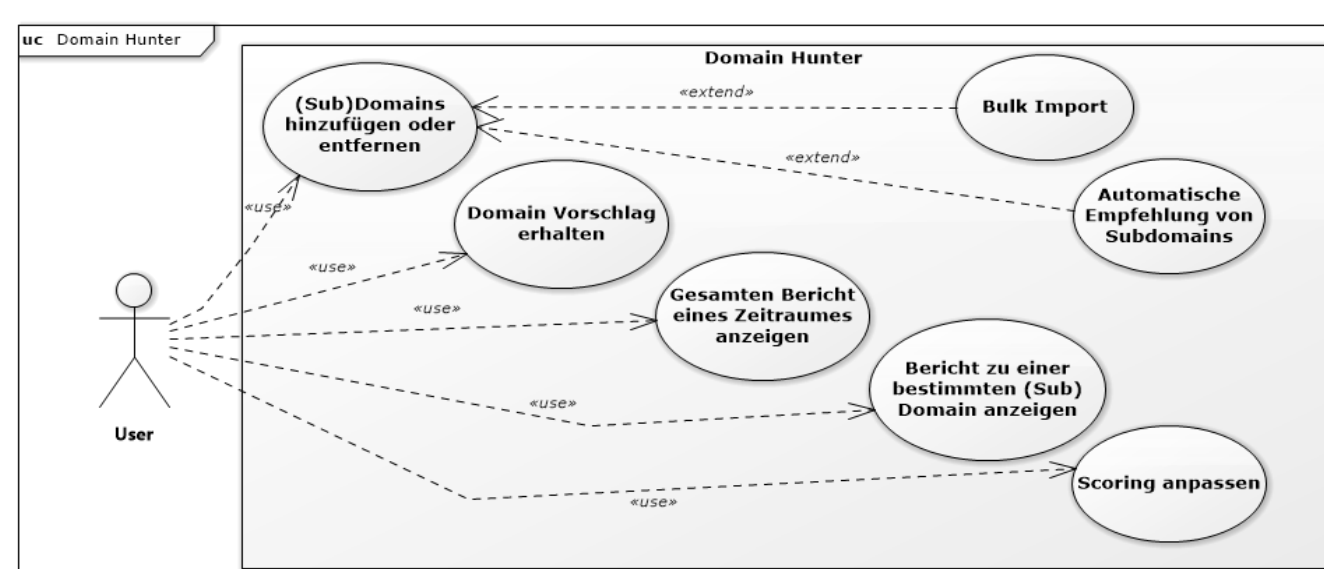 uc Domain Hunter
Domain Hunter
(Sub)Domains
hinzufügen oder
entfernen
«extend»
Bulk Import
«extend»
Automatische
Empfehlung von
Subdomains
«use»
Domain Vorschlag
erhalten
«use»
Gesamten Bericht
eines Zeitraumes
anzeigen
«use»
Bericht zu einer
bestimmten (Sub)
Domain anzeigen
«use»
User
Scoring anpassen
«use»